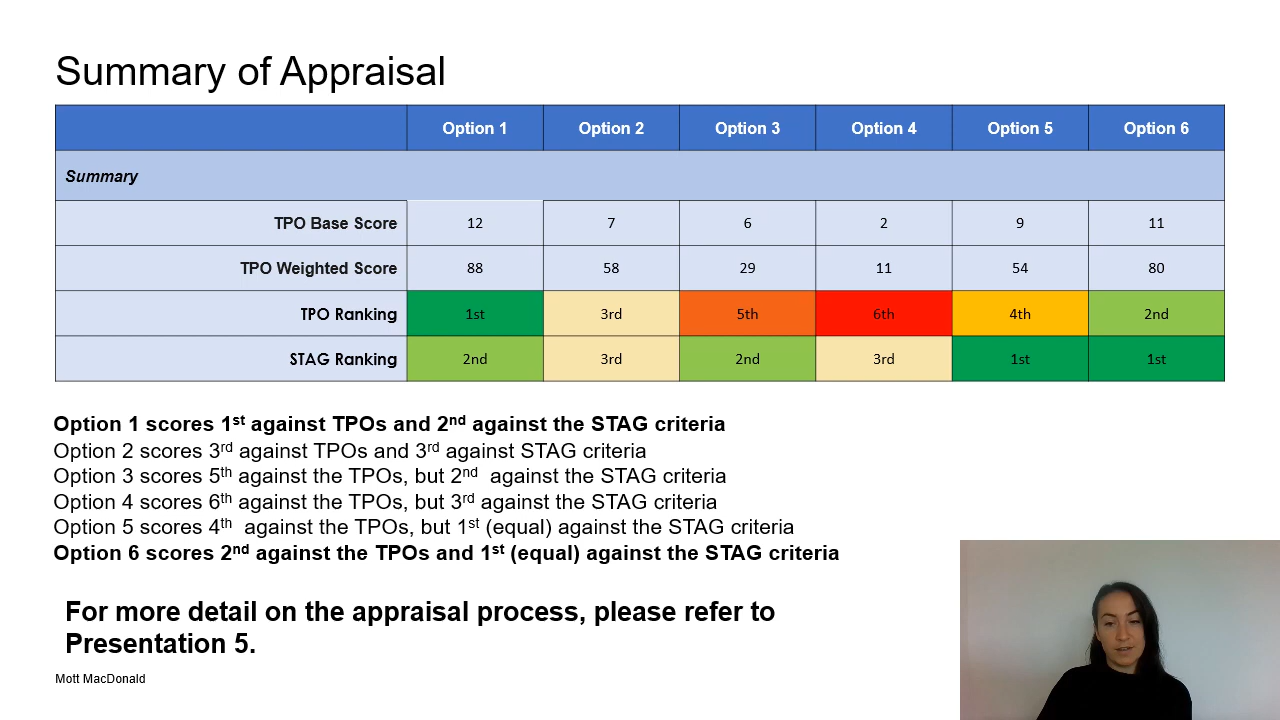 Summary of Appraisal
Option 1 Option 2 Option 3 Option 4 Option 5 Option 6
Summary
TPO Base Score 12 7 6 2 9 11
TPO Weighted Score 88 58 29 11 54 80
TPO Ranking 1st 3rd 5th 6th 4th 2nd
STAG Ranking 2nd 3rd 2nd 3rd 1st 1st
Option 1 scores 1st against TPOs and 2nd against the STAG criteria
Option 2 scores 3rd against TPOs and 3rd against STAG criteria
Option 3 scores 5th against the TPOs, but 2nd against the STAG criteria
Option 4 scores 6th against the TPOs, but 3rd against the STAG criteria
Option 5 scores 4th against the TPOs, but 1st (equal) against the STAG criteria
Option 6 scores 2nd against the TPOs and 1st (equal) against the STAG criteria
For more detail on the appraisal process, please refer to
Presentation 5.
Mott MacDonald